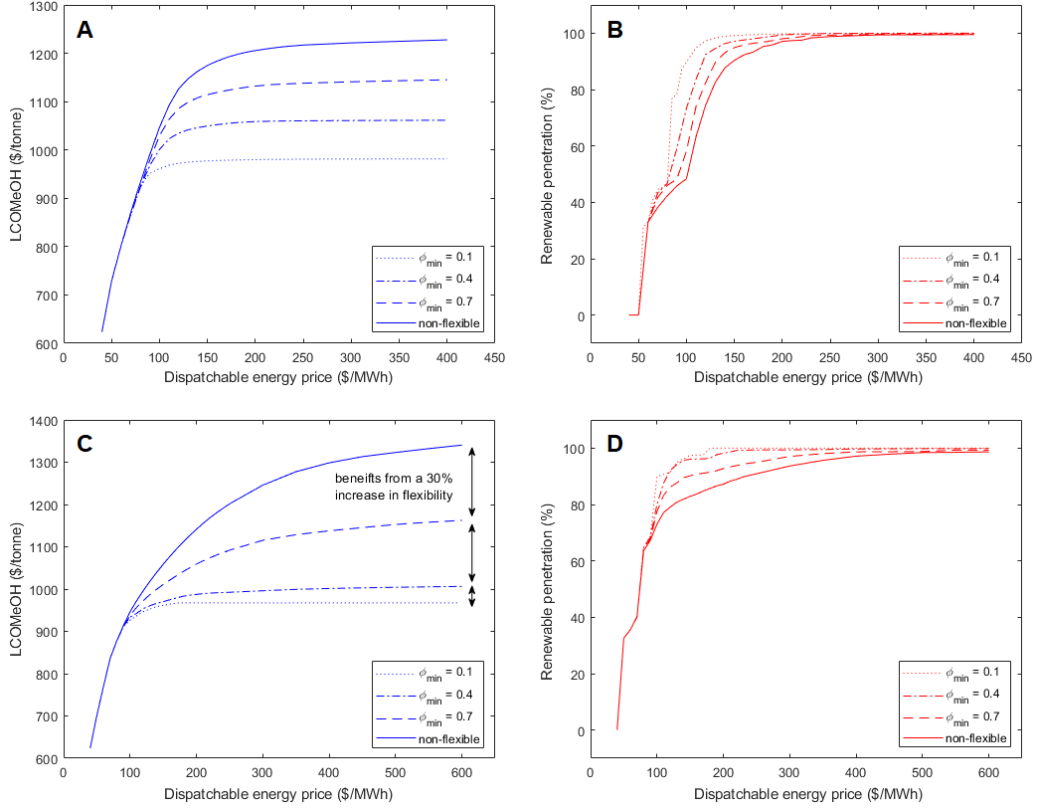 A
1300
1200
1100
1000
900
800
700
600
LCOMeOH ($/tonne)
0 50 100 150 200 250 300 350 400 450
Dispatchable energy price ($/MWh)
ϕmin = 0.1
ϕmin = 0.4
ϕmin = 0.7
non-flexible
B
100
80
60
40
20
0
Renewable penetration (%)
0 50 100 150 200 250 300 350 400 450
Dispatchable energy price ($/MWh)
ϕmin = 0.1
ϕmin = 0.4
ϕmin = 0.7
non-flexible
C
1400
1300
1200
1100
1000
900
800
700
600
LCOMeOH ($/tonne)
beneifts from a 30%
increase in flexibility
0 100 200 300 400 500 600
Dispatchable energy price ($/MWh)
ϕmin = 0.1
ϕmin = 0.4
ϕmin = 0.7
non-flexible
D
100
80
60
40
20
0
Renewable penetration (%)
0 100 200 300 400 500 600
Dispatchable energy price ($/MWh)
ϕmin = 0.1
ϕmin = 0.4
ϕmin = 0.7
non-flexible